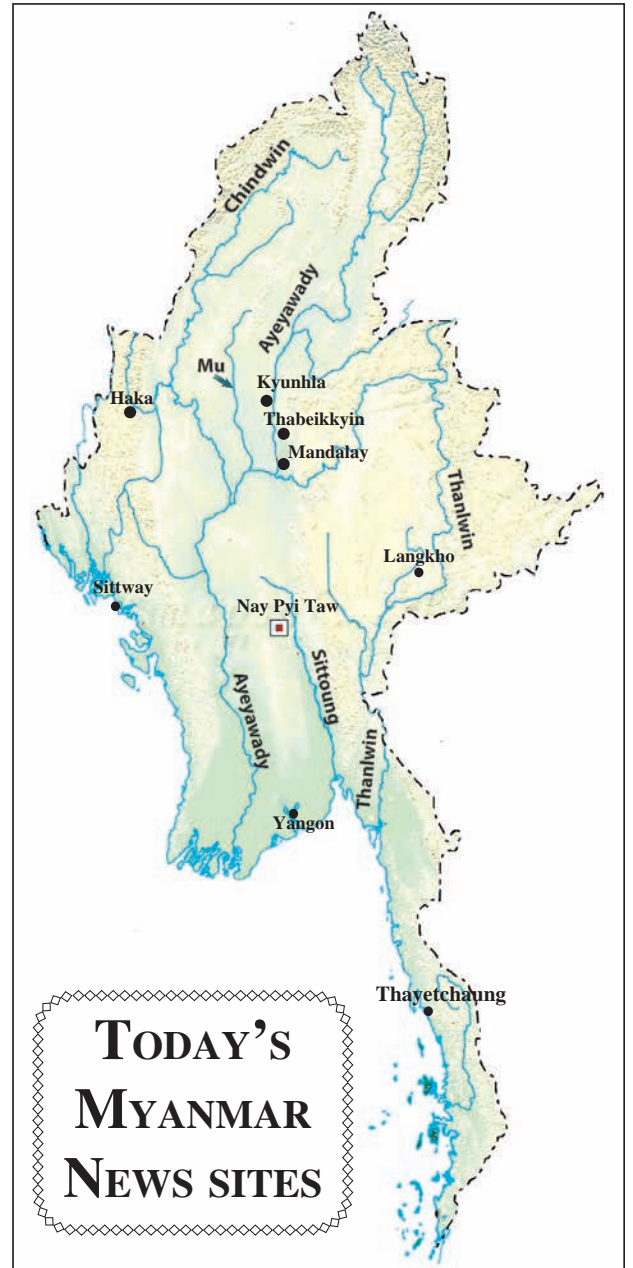 Chindwin
Ayeyawady
Mu
Kyunhla
Haka
Thabeikkyin
Mandalay
Thanlwin
Langkho
Sittway
Nay Pyi Taw
Sittoung
Ayeyawady
Thanlwin
Yangon
Thayetchaung
TODAY'S
MYANMAR
NEWS SITES